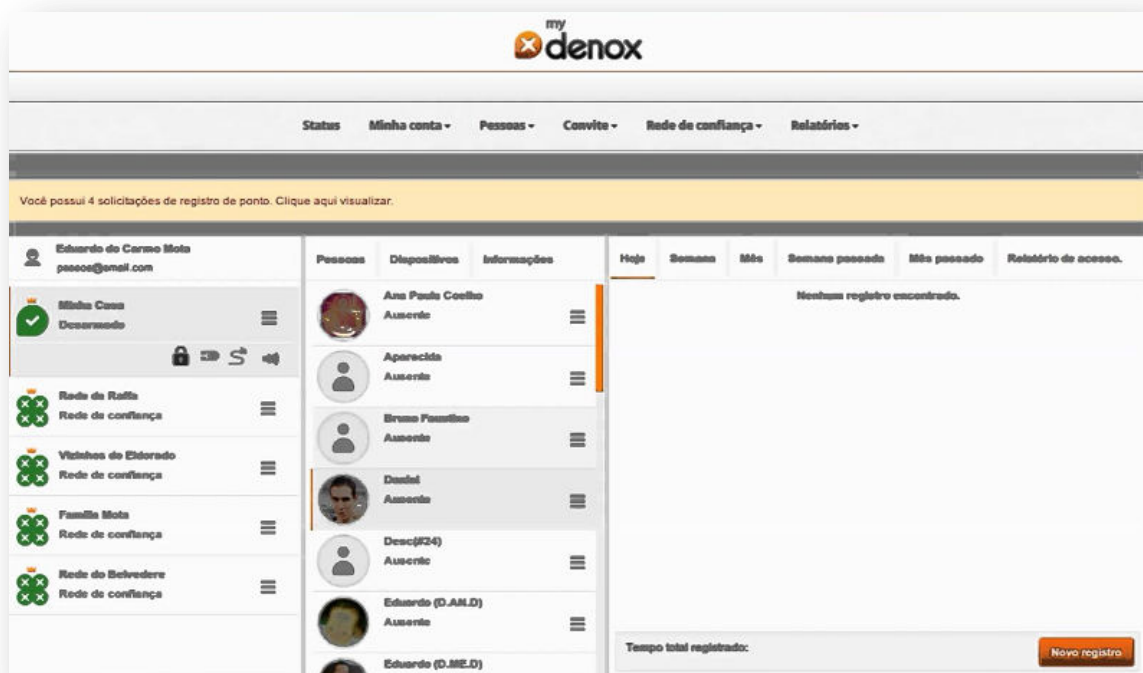 my
denox
Status Minha conta Pessoas Convite Rede de confiança Relatórios
Você possui 4 solicitações de registro de ponto. Clique aqui visualizar.
Eduardo do Carmo Mota
pessoa@email.com
Minha Casa
Desarmado
Rede da Raffa
Rede de confiança
Vizinhos do Eldorado
Rede de confiança
Família Mota
Rede de confiança
Rede do Belvedere
Rede de confiança
Pessoas Dispositivos Informações
Ana Paula Coelho
Ausente
Aparecida
Ausente
Bruno Faustino
Ausente
Daniel
Ausente
Desc(#24)
Ausente
Eduardo (D.AN.D)
Ausente
Eduardo (D.ME.D)
Hoje Semana Mês Semana passada Mês passado Relatório de acesso.
Nenhum registro encontrado.
Tempo total registrado:
Novo registro